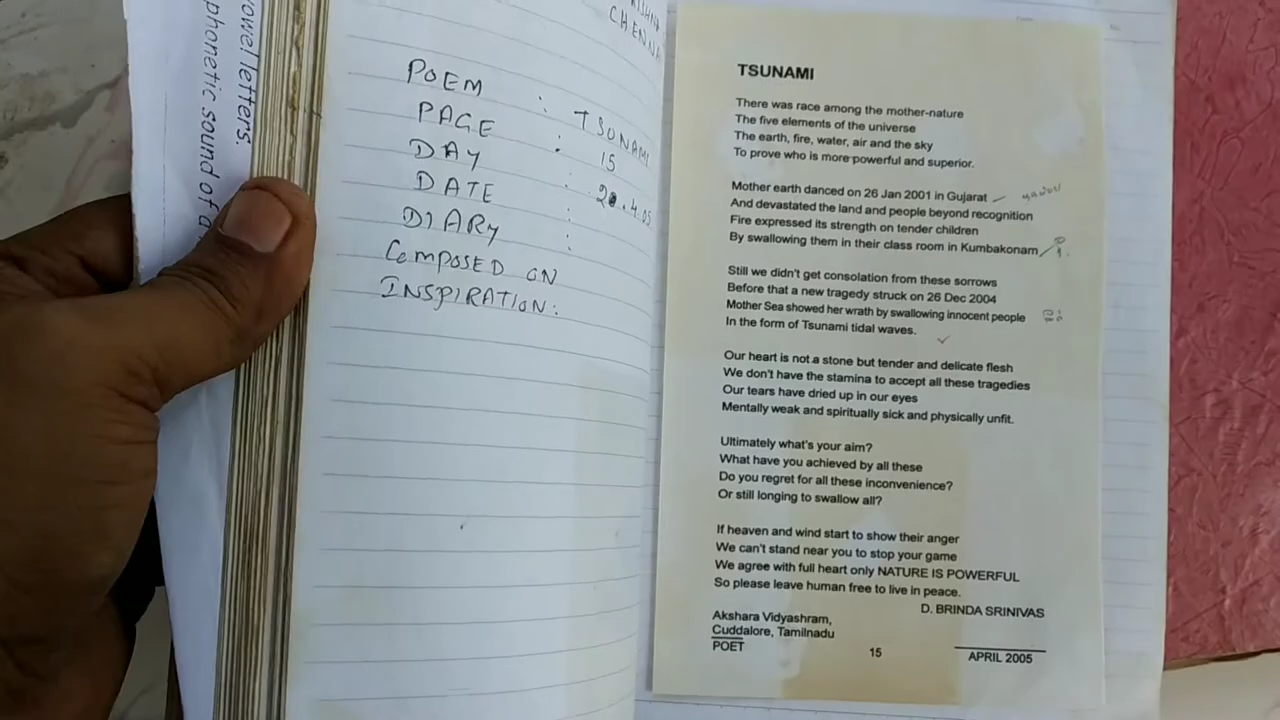 vowel letters.
phonetic sound of a
CHENNA
POEM : TSUNAMI
PAGE : 15
DAY :
DATE : 20.4.05
DIARY :
COMPOSED ON
INSPIRATION:
TSUNAMI
There was race among the mother-nature
The five elements of the universe
The earth, fire, water, air and the sky
To prove who is more powerful and superior.
Mother earth danced on 26 Jan 2001 in Gujarat
And devastated the land and people beyond recognition
Fire expressed its strength on tender children
By swallowing them in their class room in Kumbakonam
Still we didn't get consolation from these sorrows
Before that a new tragedy struck on 26 Dec 2004
Mother Sea showed her wrath by swallowing innocent people
In the form of Tsunami tidal waves.
Our heart is not a stone but tender and delicate flesh
We don't have the stamina to accept all these tragedies
Our tears have dried up in our eyes
Mentally weak and spiritually sick and physically unfit.
Ultimately what's your aim?
What have you achieved by all these
Do you regret for all these inconvenience?
Or still longing to swallow all?
If heaven and wind start to show their anger
We can't stand near you to stop your game
We agree with full heart only NATURE IS POWERFUL
So please leave human free to live in peace.
D. BRINDA SRINIVAS
Akshara Vidyashram,
Cuddalore, Tamilnadu
POET
15
APRIL 2005